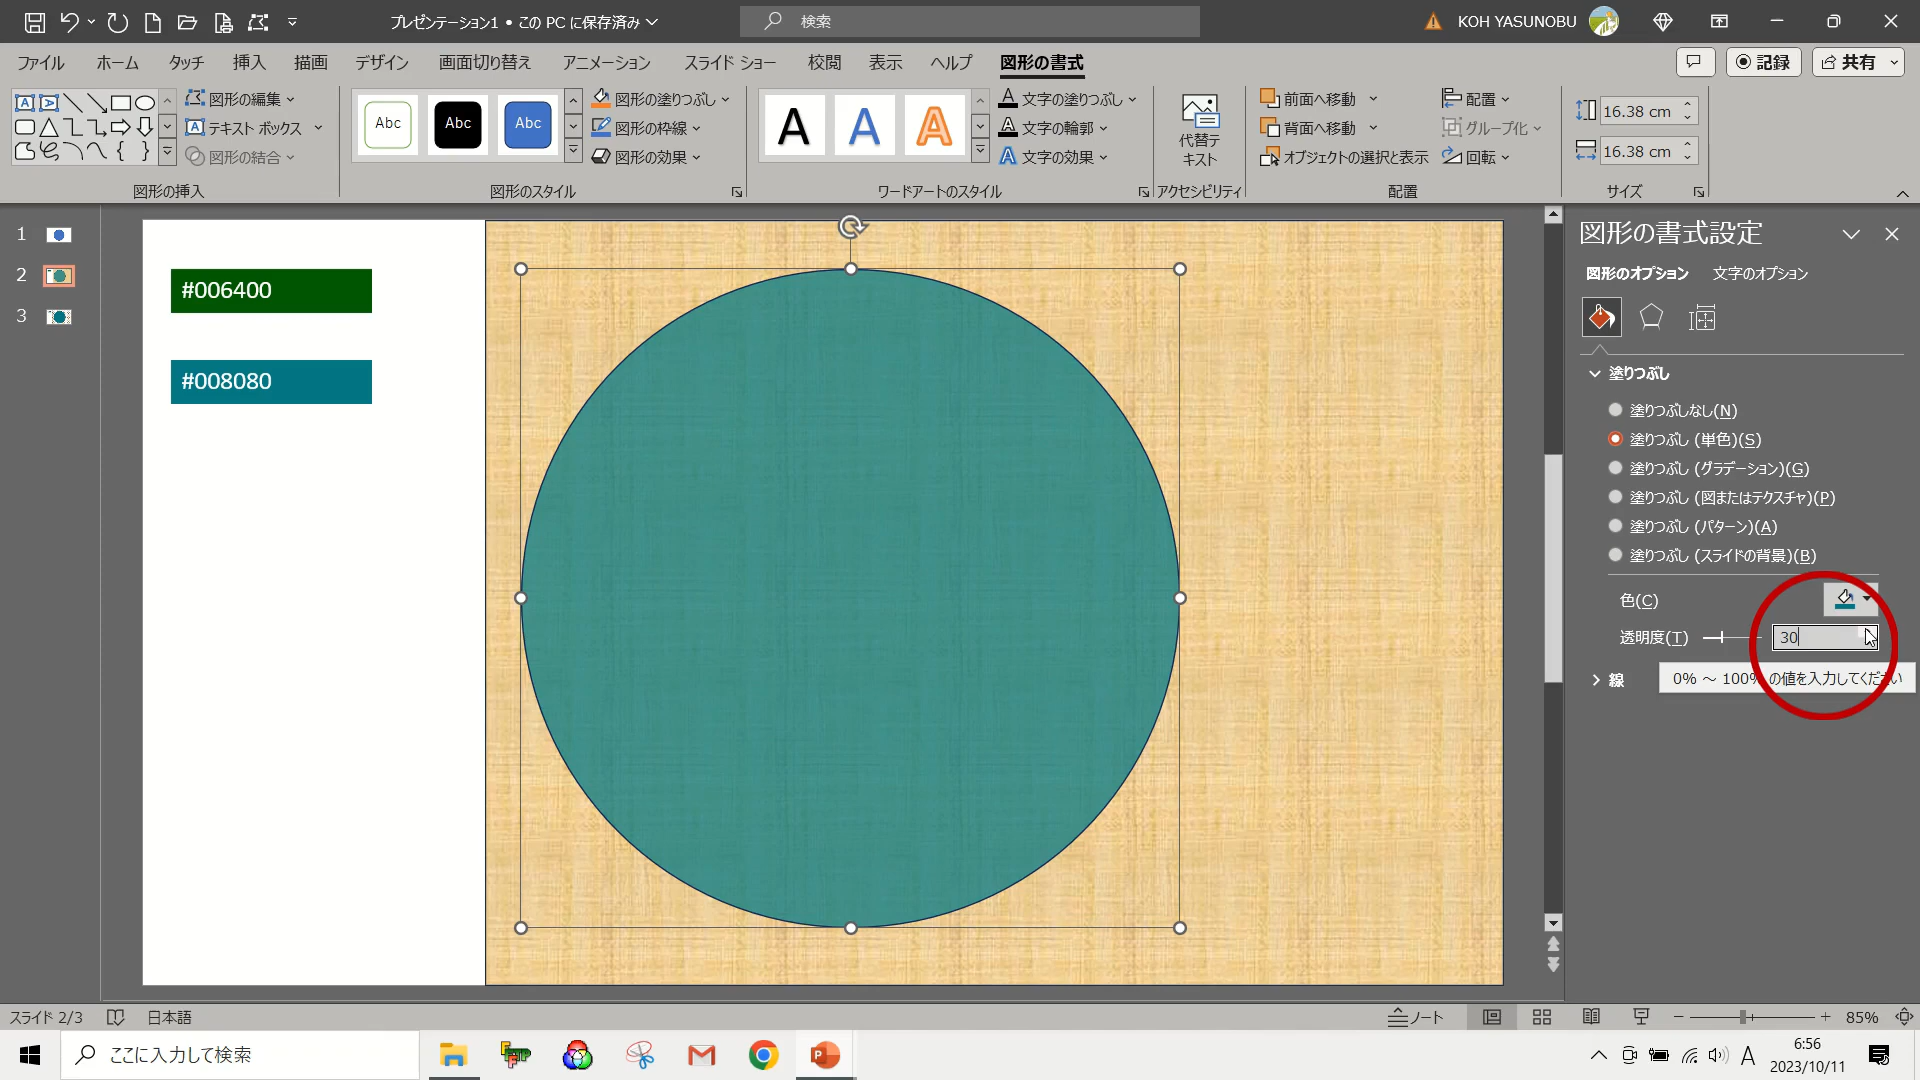 プレゼンテーション1 • この PC に保存済み
検索
KOH YASUNOBU
ファイル ホーム タッチ 挿入 描画 デザイン 画面切り替え アニメーション スライド ショー 校閲 表示 ヘルプ 図形の書式
記録
共有
図形の編集
テキスト ボックス
図形の結合
図形の挿入
Abc Abc Abc
図形の塗りつぶし
図形の枠線
図形の効果
図形のスタイル
A A A
文字の塗りつぶし
文字の輪郭
文字の効果
ワードアートのスタイル
代替テ
キスト
アクセシビリティ
前面へ移動
背面へ移動
オブジェクトの選択と表示
配置
グループ化
回転
配置
16.38 cm
16.38 cm
サイズ
1
2
3
#006400
#008080
図形の書式設定
図形のオプション 文字のオプション
塗りつぶし
塗りつぶしなし(N)
塗りつぶし (単色)(S)
塗りつぶし (グラデーション)(G)
塗りつぶし (図またはテクスチャ)(P)
塗りつぶし (パターン)(A)
塗りつぶし (スライドの背景)(B)
色(C)
透明度(T) 30
線
0% ～ 100% の値を入力してください
スライド 2/3 日本語
ノート
85%
ここに入力して検索
A
6:56
2023/10/11